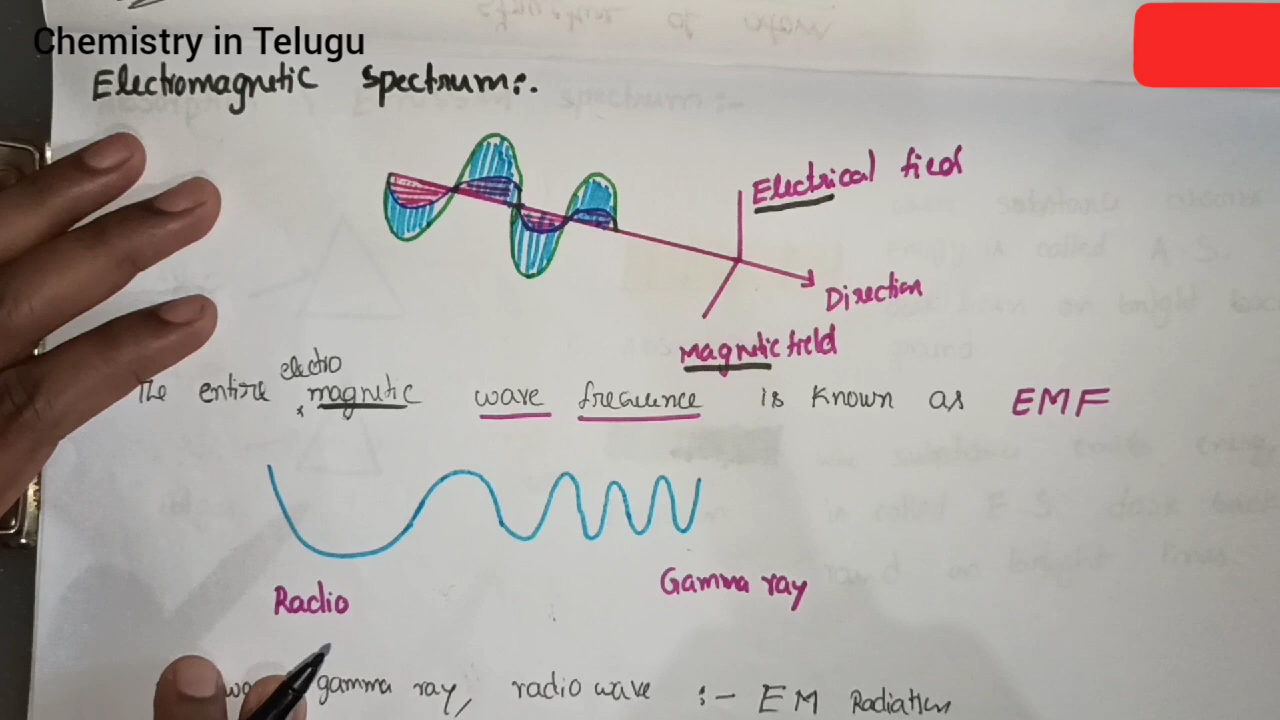 Chemistry in Telugu
Electromagnetic spectrum:-
Electrical field
Direction
Magnetic field
electro
The entire magnetic wave frequence is known as EMF
Radio
Gamma ray
gamma ray, radio wave :- EM Radiation